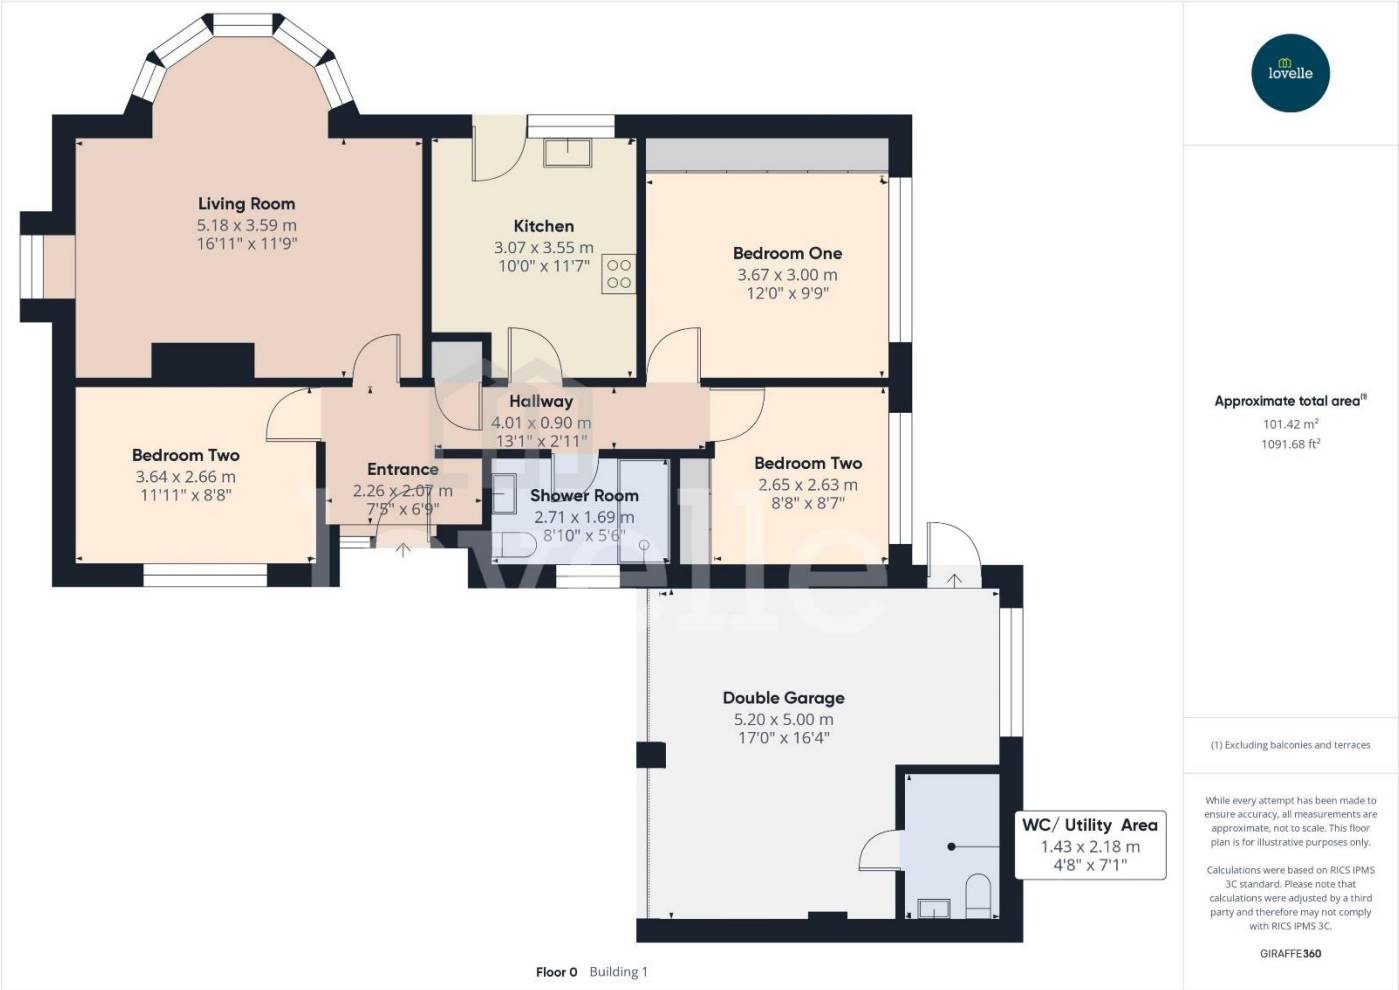 lovelle
Living Room
5.18 x 3.59 m
16'11" x 11'9"
Kitchen
3.07 x 3.55 m
10'0" x 11'7"
Bedroom One
3.67 x 3.00 m
12'0" x 9'9"
Hallway
4.01 x 0.90 m
13'1" x 2'11"
Bedroom Two
3.64 x 2.66 m
11'11" x 8'8"
Entrance
2.26 x 2.07 m
7'5" x 6'9"
Shower Room
2.71 x 1.69 m
8'10" x 5'6"
Bedroom Two
2.65 x 2.63 m
8'8" x 8'7"
lovelle
Double Garage
5.20 x 5.00 m
17'0" x 16'4"
WC/ Utility Area
1.43 x 2.18 m
4'8" x 7'1"
Floor 0 Building 1
Approximate total area⁽¹⁾
101.42 m²
1091.68 ft²
(1) Excluding balconies and terraces
While every attempt has been made to
ensure accuracy, all measurements are
approximate, not to scale. This floor
plan is for illustrative purposes only.
Calculations were based on RICS IPMS
3C standard. Please note that
calculations were adjusted by a third
party and therefore may not comply
with RICS IPMS 3C.
GIRAFFE360